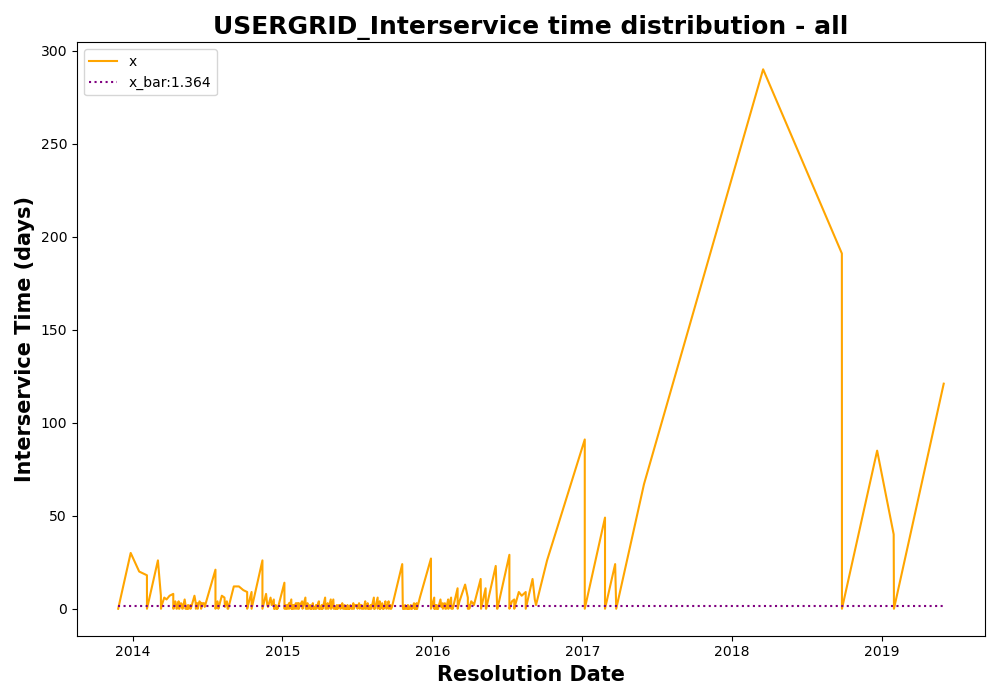 USERGRID_Interservice time distribution - all
x
x_bar:1.364
Interservice Time (days)
300
250
200
150
100
50
0
2014 2015 2016 2017 2018 2019
Resolution Date